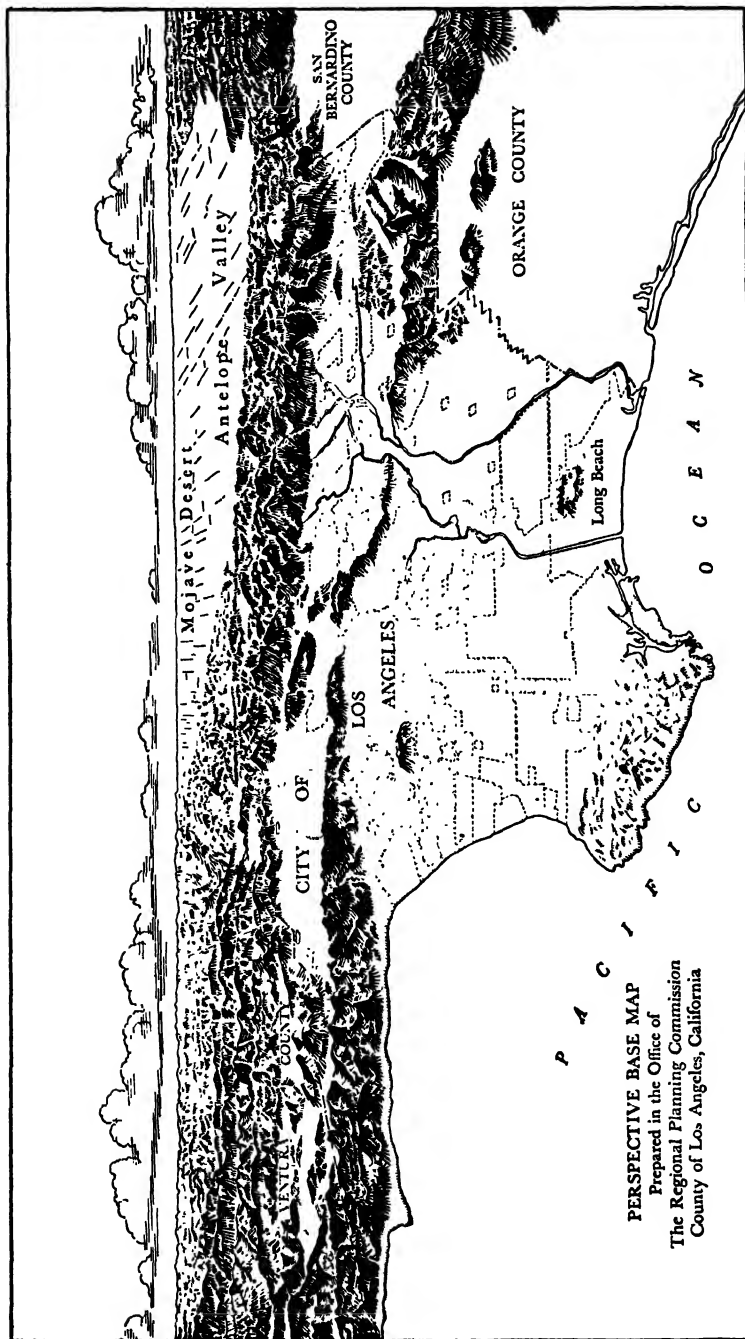 Mojave Desert
Antelope Valley
SAN
BERNARDINO
COUNTY
VENTURA COUNTY
CITY OF
LOS
ANGELES
ORANGE COUNTY
Long Beach
PACIFIC OCEAN
PERSPECTIVE BASE MAP
Prepared in the Office of
The Regional Planning Commission
County of Los Angeles, California